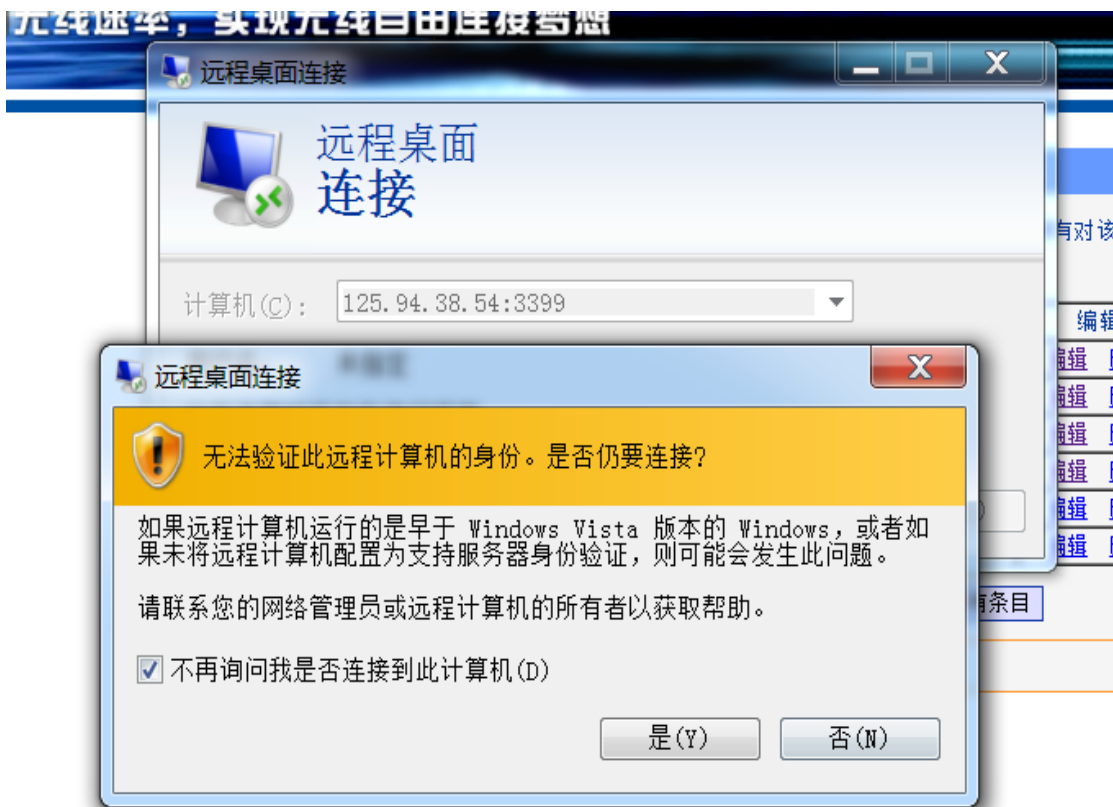 无线速率，实现无线自由连接梦想
远程桌面连接
远程桌面
连接
有对该
计算机(C)：
125.94.38.54:3399
编辑
编辑
编辑
编辑
编辑
编辑
编辑
有条目
远程桌面连接
无法验证此远程计算机的身份。是否仍要连接?
如果远程计算机运行的是早于 Windows Vista 版本的 Windows，或者如
果未将远程计算机配置为支持服务器身份验证，则可能会发生此问题。
请联系您的网络管理员或远程计算机的所有者以获取帮助。
不再询问我是否连接到此计算机(D)
是(Y)
否(N)